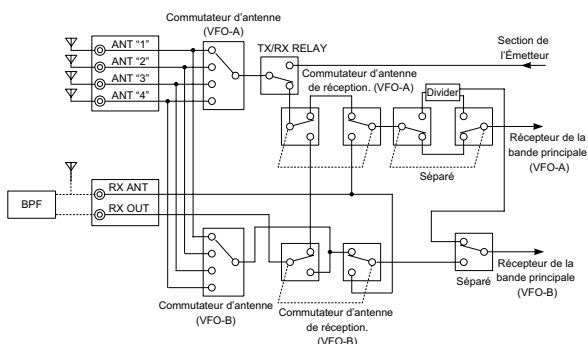 Commutateur d'antenne
(VFO-A)
TX/RX RELAY
Section de
l'Émetteur
ANT "1"
ANT "2"
ANT "3"
ANT "4"
Commutateur d'antenne
de réception. (VFO-A)
Divider
Récepteur de la
bande principale
(VFO-A)
Séparé
BPF
RX ANT
RX OUT
Récepteur de la
bande principale
(VFO-B)
Séparé
Commutateur d'antenne
(VFO-B)
Commutateur d'antenne
de réception.
(VFO-B)